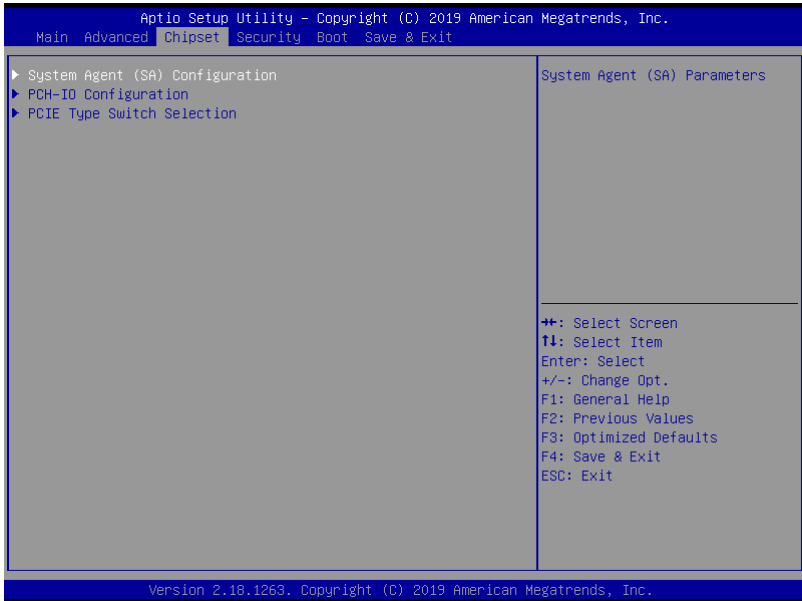 Aptio Setup Utility – Copyright (C) 2019 American Megatrends, Inc.
Main Advanced Chipset Security Boot Save & Exit
▶ System Agent (SA) Configuration
▶ PCH-IO Configuration
▶ PCIE Type Switch Selection
System Agent (SA) Parameters
→←: Select Screen
↑↓: Select Item
Enter: Select
+/-: Change Opt.
F1: General Help
F2: Previous Values
F3: Optimized Defaults
F4: Save & Exit
ESC: Exit
Version 2.18.1263. Copyright (C) 2019 American Megatrends, Inc.